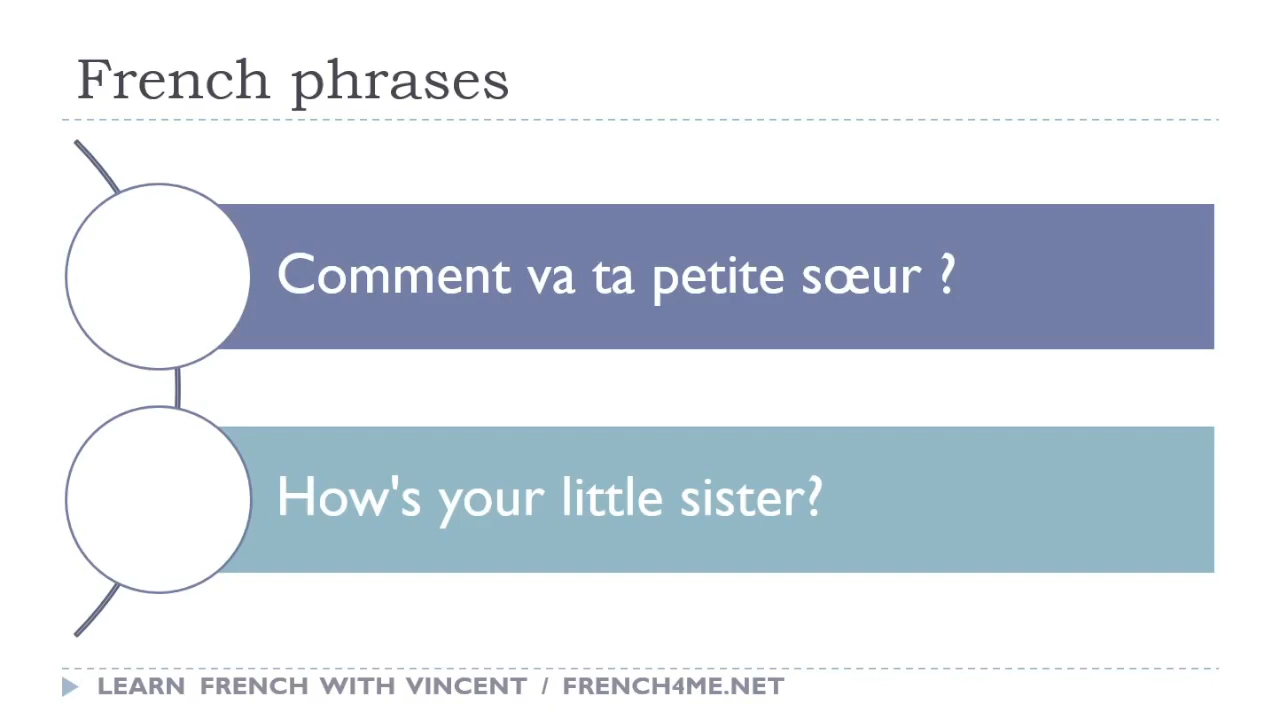 French phrases
Comment va ta petite sœur ?
How's your little sister?
LEARN FRENCH WITH VINCENT / FRENCH4ME.NET